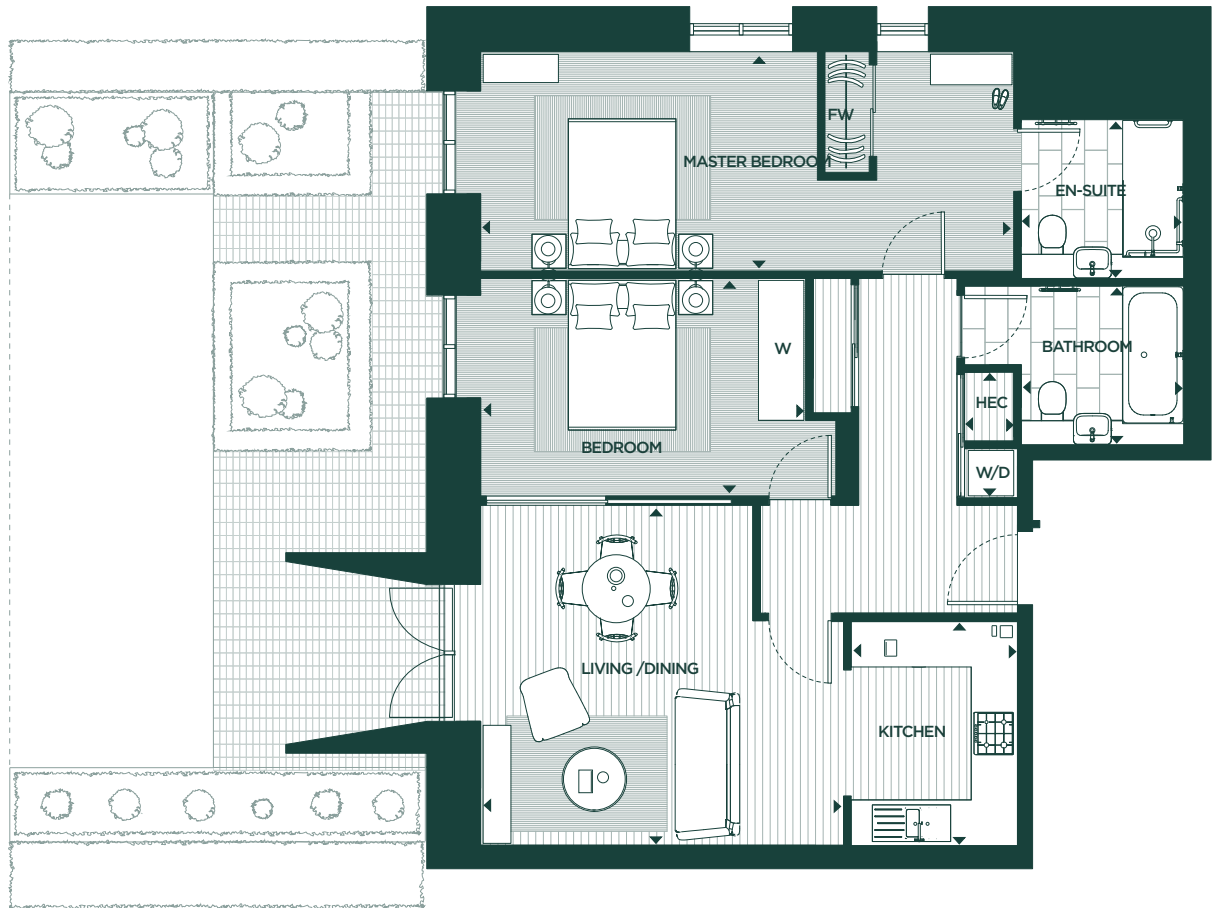 FW
MASTER BEDROOM
EN-SUITE
BATHROOM
W
HEC
BEDROOM
W/D
LIVING /DINING
KITCHEN